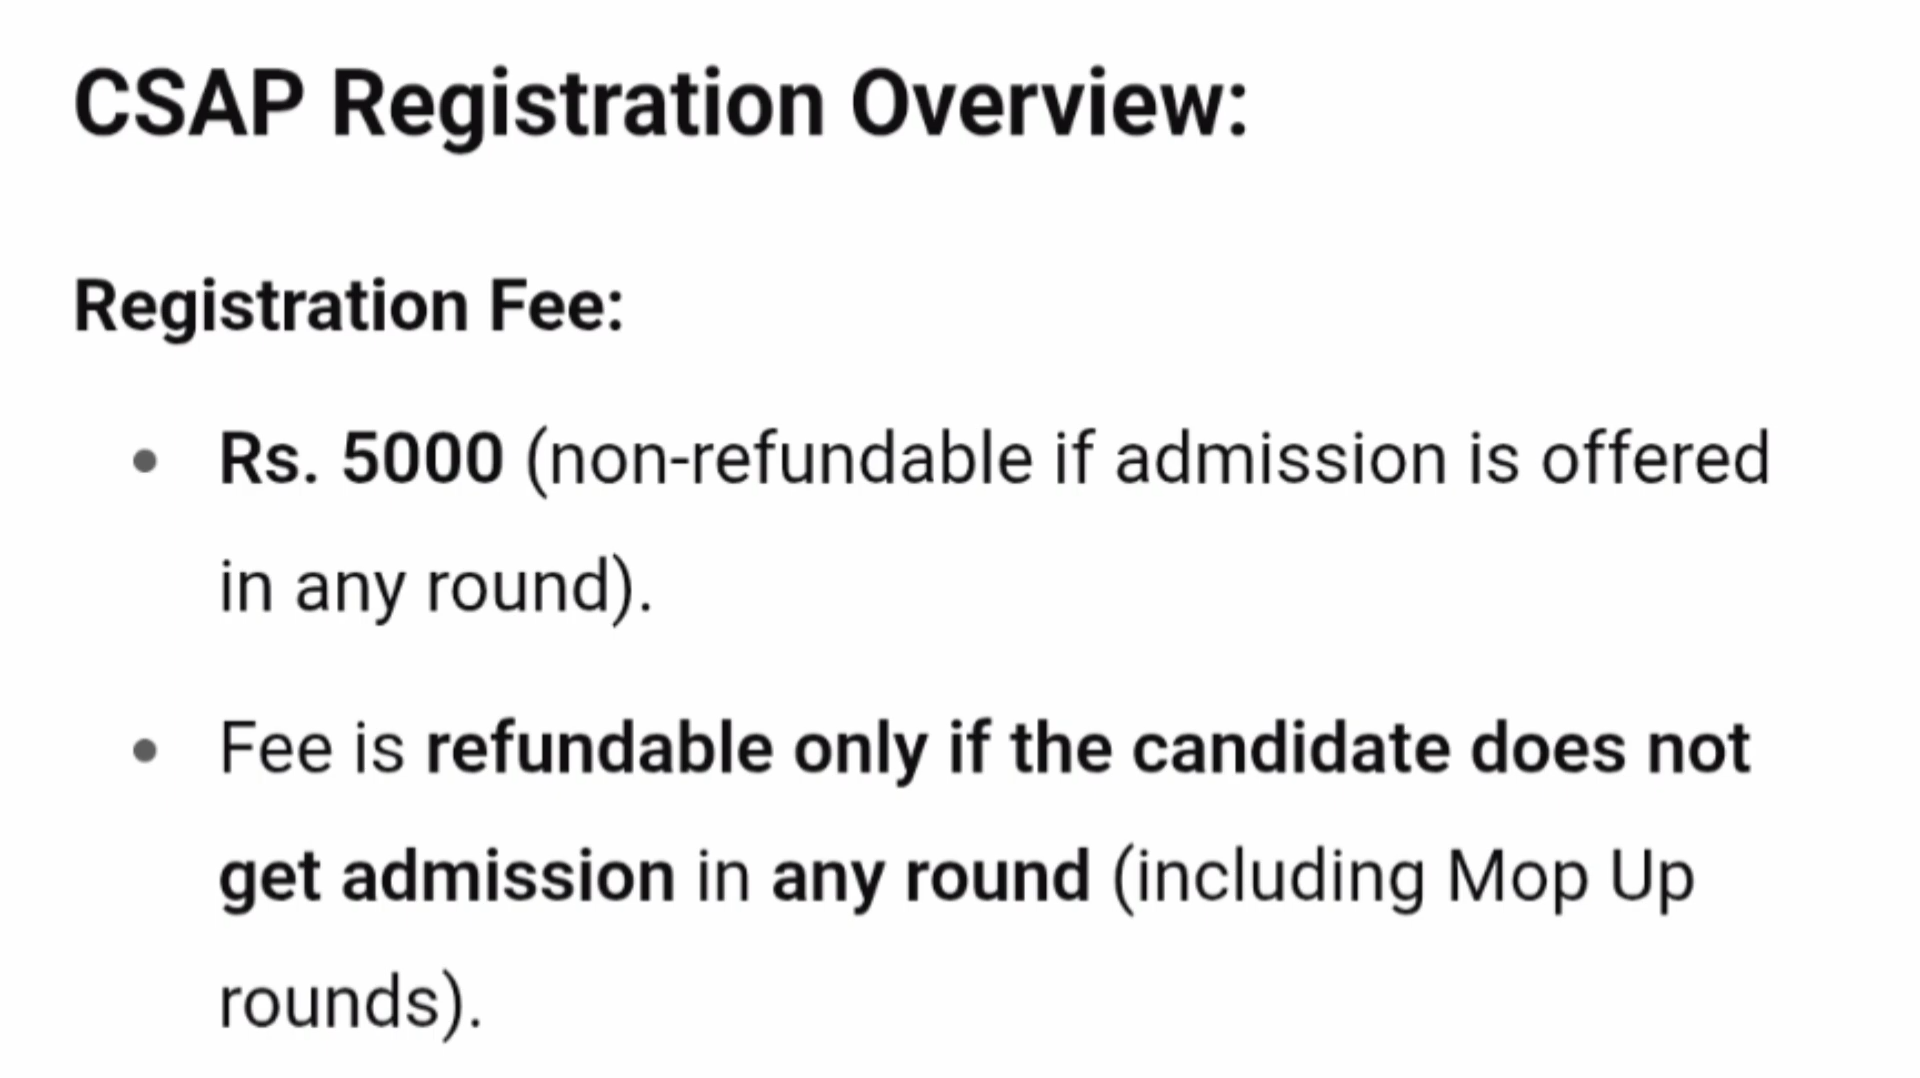 CSAP Registration Overview:
Registration Fee:
• Rs. 5000 (non-refundable if admission is offered
in any round).
• Fee is refundable only if the candidate does not
get admission in any round (including Mop Up
rounds).